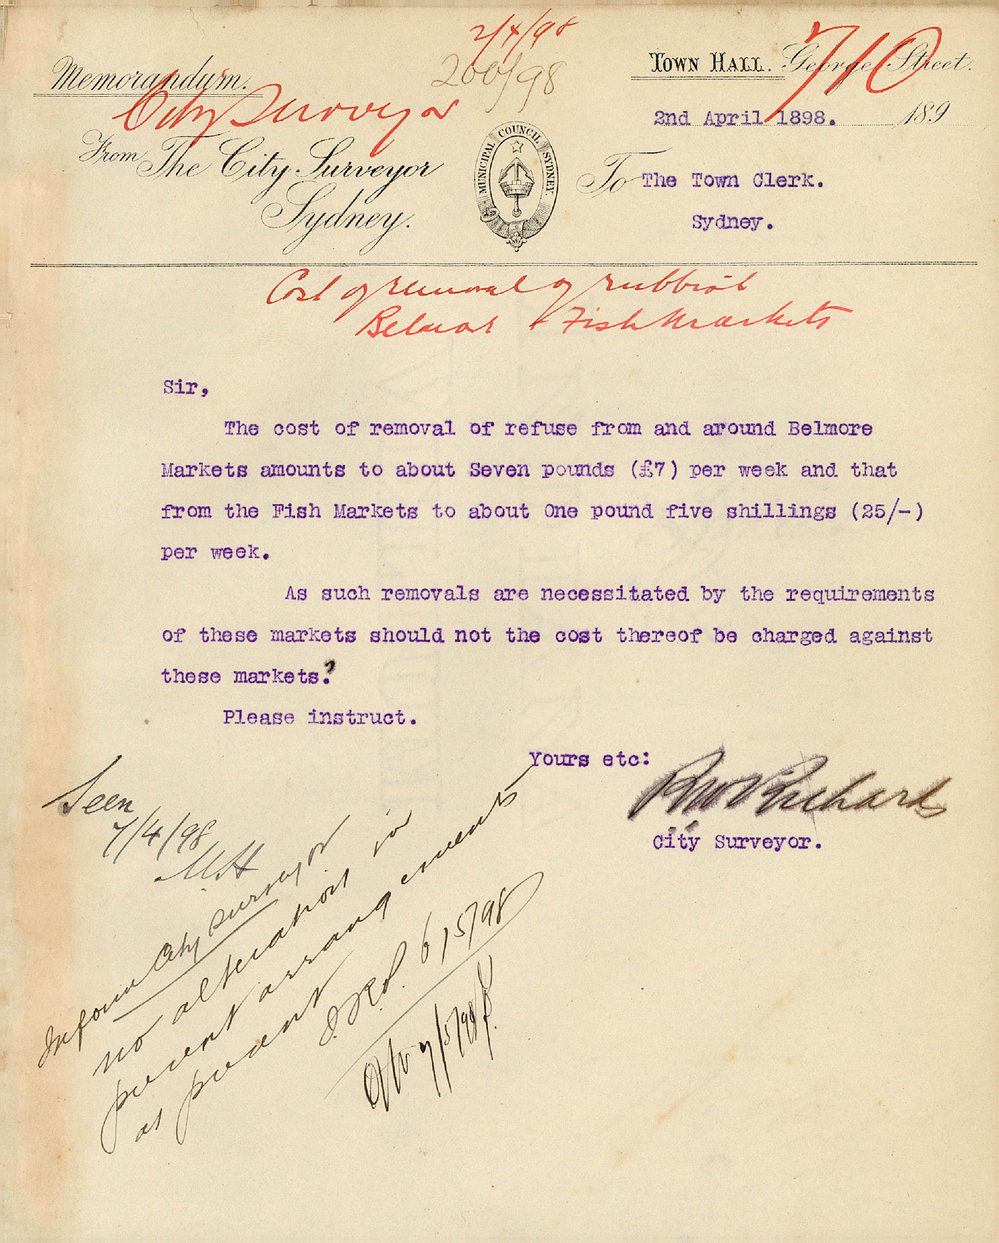 2/4/98
200/98
710
Memorandum.
City Surveyor
Town Hall. George Street.
2nd April 1898. 189
From The City Surveyor
Sydney.
MUNICIPAL COUNCIL SYDNEY.
To The Town Clerk.
Sydney.
Cost of removal of rubbish
Belmore & Fish Markets
Sir,
The cost of removal of refuse from and around Belmore
Markets amounts to about Seven pounds (£7) per week and that
from the Fish Markets to about One pound five shillings (25/-)
per week.
As such removals are necessitated by the requirements
of these markets should not the cost thereof be charged against
these markets?
Please instruct.
Yours etc:
RW Richards
City Surveyor.
Seen
7/4/98
M.H
Inform City Surveyor
no alteration in
present arrangements
at present
6/5/98
7/5/98